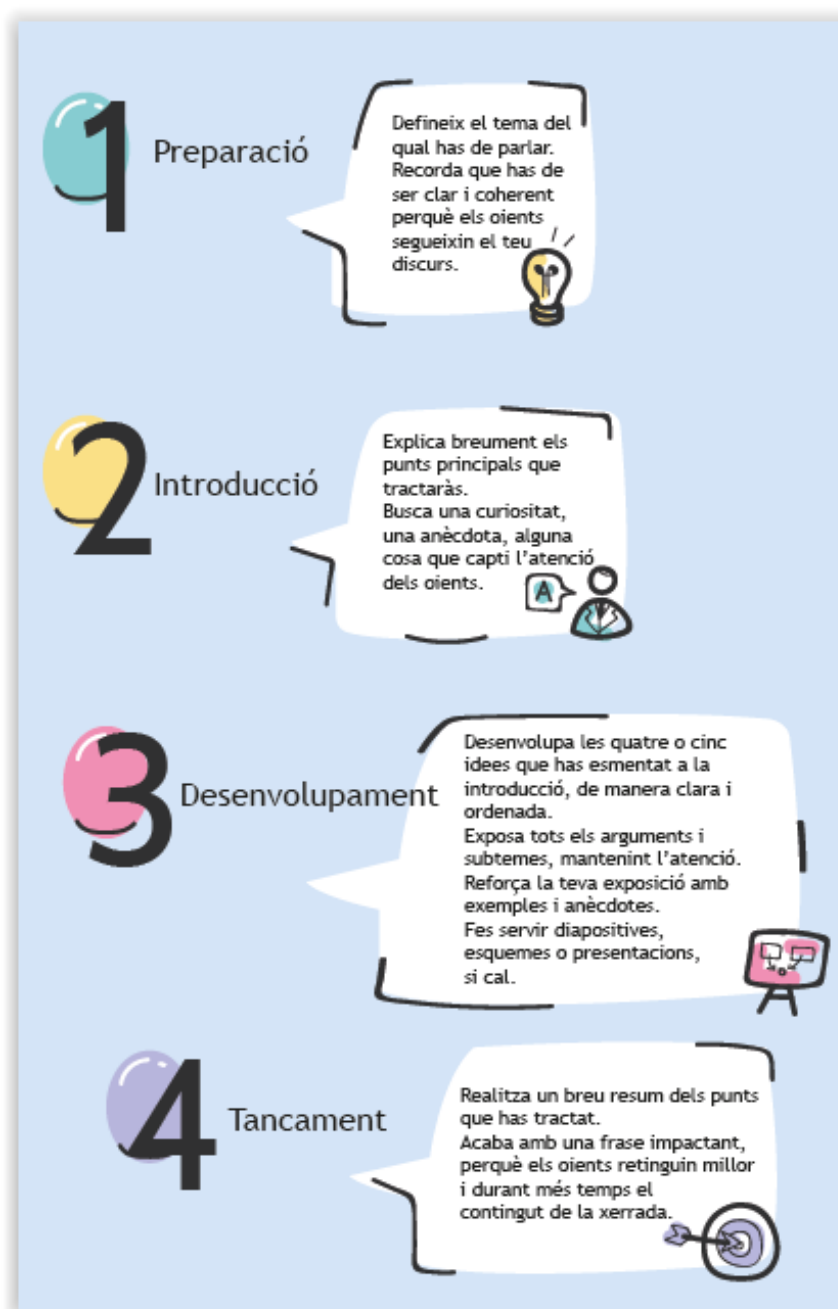 1
Preparació
Defineix el tema del
qual has de parlar.
Recorda que has de
ser clar i coherent
perquè els oients
segueixin el teu
discurs.
2
Introducció
Explica breument els
punts principals que
tractaràs.
Busca una curiositat,
una anècdota, alguna
cosa que capti l'atenció
dels oients.
A
3
Desenvolupament
Desenvolupa les quatre o cinc
idees que has esmentat a la
introducció, de manera clara i
ordenada.
Exposa tots els arguments i
subtemes, mantenint l'atenció.
Reforça la teva exposició amb
exemples i anècdotes.
Fes servir diapositives,
esquemes o presentacions,
si cal.
4
Tancament
Realitza un breu resum dels punts
que has tractat.
Acaba amb una frase impactant,
perquè els oients retinguin millor
i durant més temps el
contingut de la xerrada.